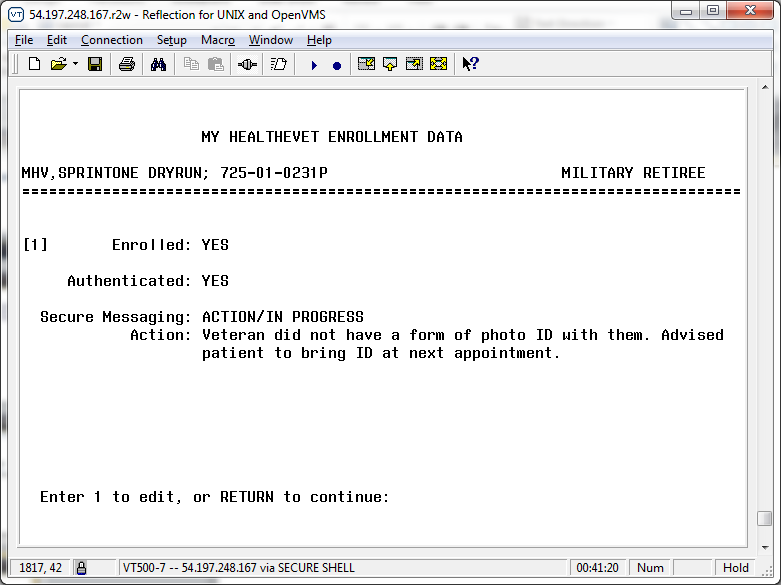 VT 54.197.248.167.r2w - Reflection for UNIX and OpenVMS
File Edit Connection Setup Macro Window Help
MY HEALTHEVET ENROLLMENT DATA
MHV,SPRINTONE DRYRUN; 725-01-0231P MILITARY RETIREE
================================================================================
[1] Enrolled: YES
Authenticated: YES
Secure Messaging: ACTION/IN PROGRESS
Action: Veteran did not have a form of photo ID with them. Advised
patient to bring ID at next appointment.
Enter 1 to edit, or RETURN to continue:
1817, 42 VT500-7 -- 54.197.248.167 via SECURE SHELL 00:41:20 Num Hold